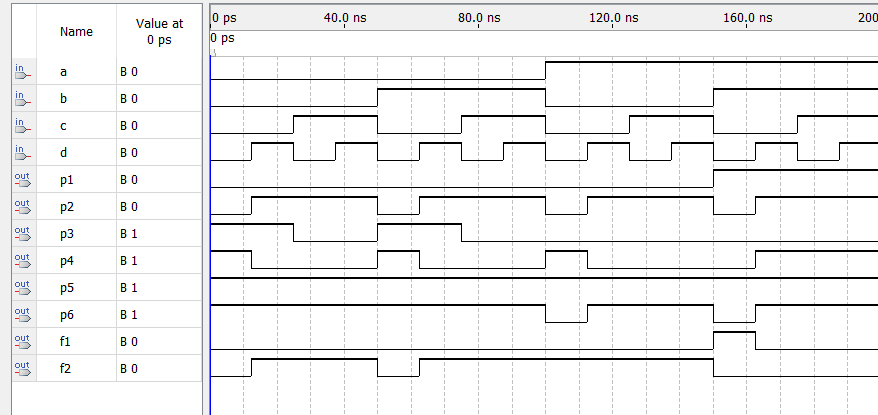 Name Value at 0 ps 0 ps 40.0 ns 80.0 ns 120.0 ns 160.0 ns 200
0 ps
in a B 0
in b B 0
in c B 0
in d B 0
out p1 B 0
out p2 B 0
out p3 B 1
out p4 B 1
out p5 B 1
out p6 B 1
out f1 B 0
out f2 B 0